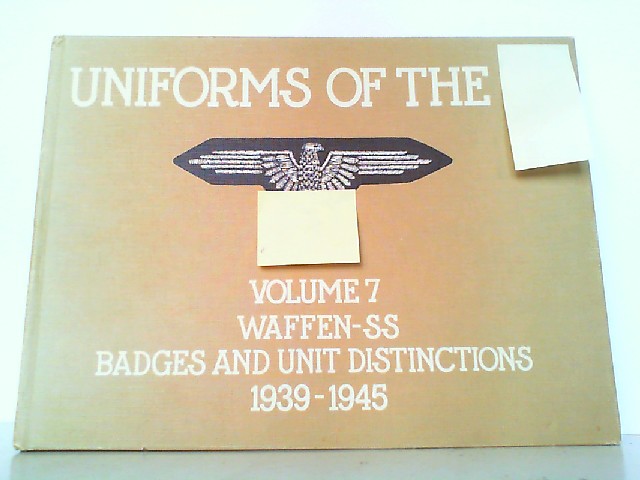 UNIFORMS OF THE
VOLUME 7
WAFFEN-SS
BADGES AND UNIT DISTINCTIONS
1939-1945